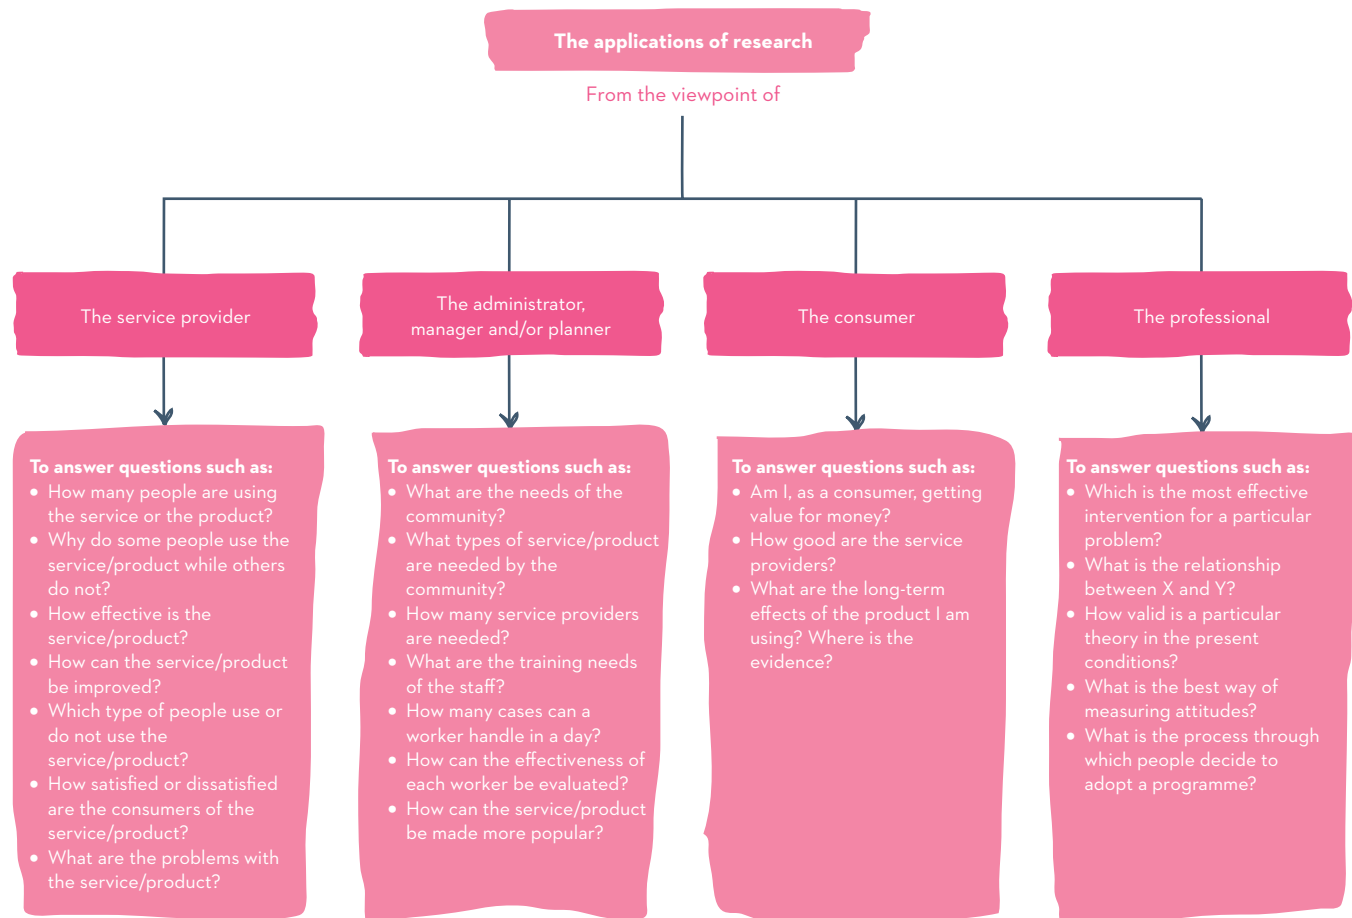 The applications of research
From the viewpoint of
The service provider
The administrator,
manager and/or planner
The consumer
The professional
To answer questions such as:
• How many people are using
the service or the product?
• Why do some people use the
service/product while others
do not?
• How effective is the
service/product?
• How can the service/product
be improved?
• Which type of people use or
do not use the
service/product?
• How satisfied or dissatisfied
are the consumers of the
service/product?
• What are the problems with
the service/product?
To answer questions such as:
• What are the needs of the
community?
• What types of service/product
are needed by the
community?
• How many service providers
are needed?
• What are the training needs
of the staff?
• How many cases can a
worker handle in a day?
• How can the effectiveness of
each worker be evaluated?
• How can the service/product
be made more popular?
To answer questions such as:
• Am I, as a consumer, getting
value for money?
• How good are the service
providers?
• What are the long-term
effects of the product I am
using? Where is the
evidence?
To answer questions such as:
• Which is the most effective
intervention for a particular
problem?
• What is the relationship
between X and Y?
• How valid is a particular
theory in the present
conditions?
• What is the best way of
measuring attitudes?
• What is the process through
which people decide to
adopt a programme?